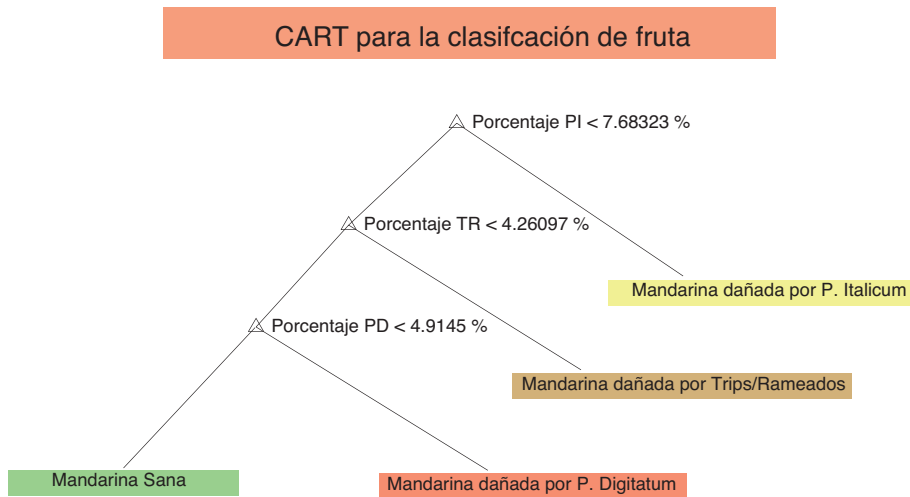 CART para la clasifcación de fruta
Porcentaje PI < 7.68323 %
Porcentaje TR < 4.26097 %
Mandarina dañada por P. Italicum
Porcentaje PD < 4.9145 %
Mandarina dañada por Trips/Rameados
Mandarina Sana
Mandarina dañada por P. Digitatum